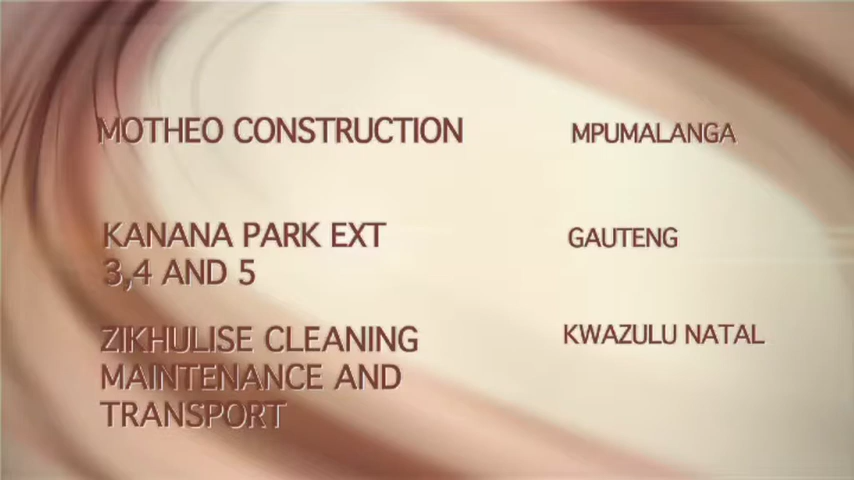 MOTHEO CONSTRUCTION MPUMALANGA
KANANA PARK EXT GAUTENG
3,4 AND 5
ZIKHULISE CLEANING KWAZULU NATAL
MAINTENANCE AND
TRANSPORT